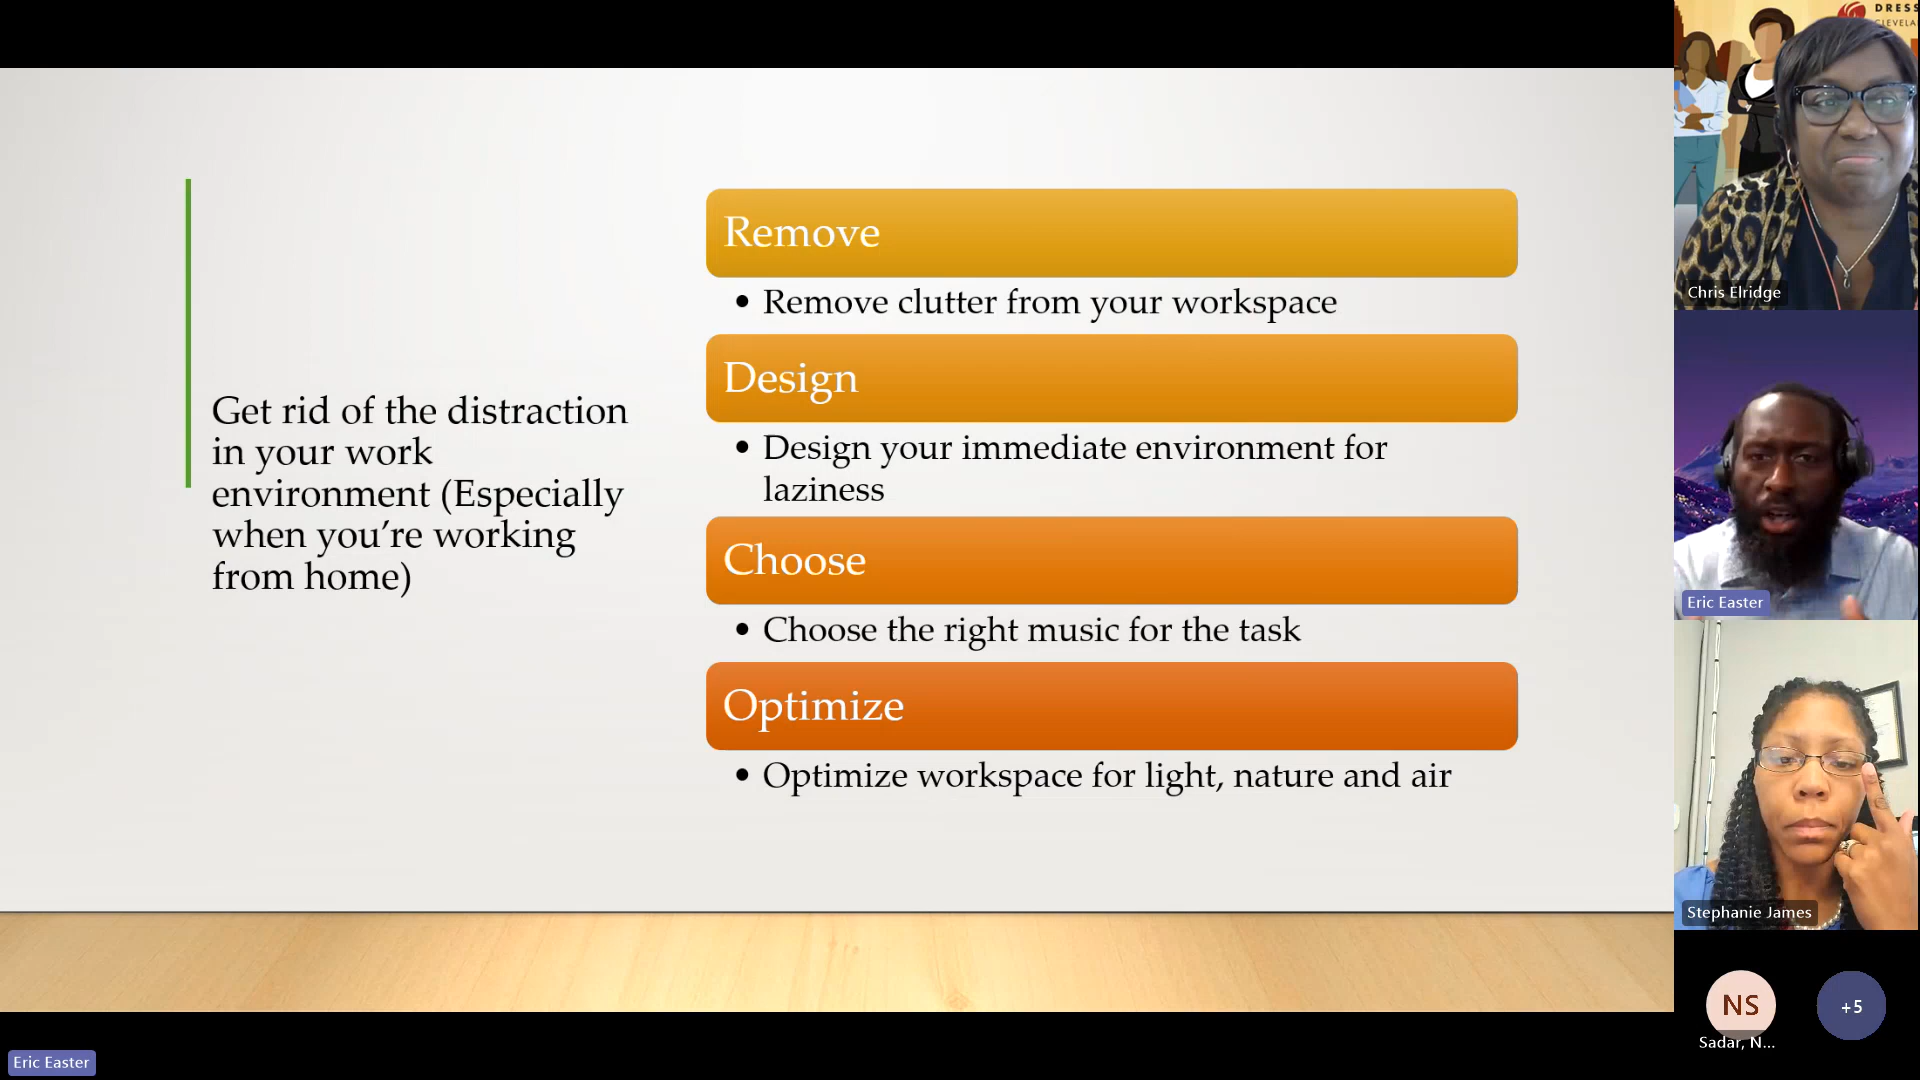 Get rid of the distraction
in your work
environment (Especially
when you’re working
from home)
Remove
• Remove clutter from your workspace
Design
• Design your immediate environment for
laziness
Choose
• Choose the right music for the task
Optimize
• Optimize workspace for light, nature and air
Chris Elridge
Eric Easter
Stephanie James
NS
Sadar, N...
+5
Eric Easter